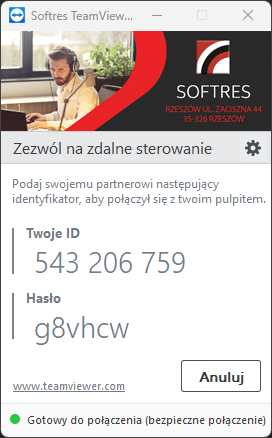 Softres TeamViewe...
SOFTRES
RZESZÓW UL. ZACISZNA 44
35-326 RZESZÓW
Zezwól na zdalne sterowanie
Podaj swojemu partnerowi następujący
identyfikator, aby połączył się z twoim pulpitem.
Twoje ID
543 206 759
Hasło
g8vhcw
www.teamviewer.com
Anuluj
Gotowy do połączenia (bezpieczne połączenie)